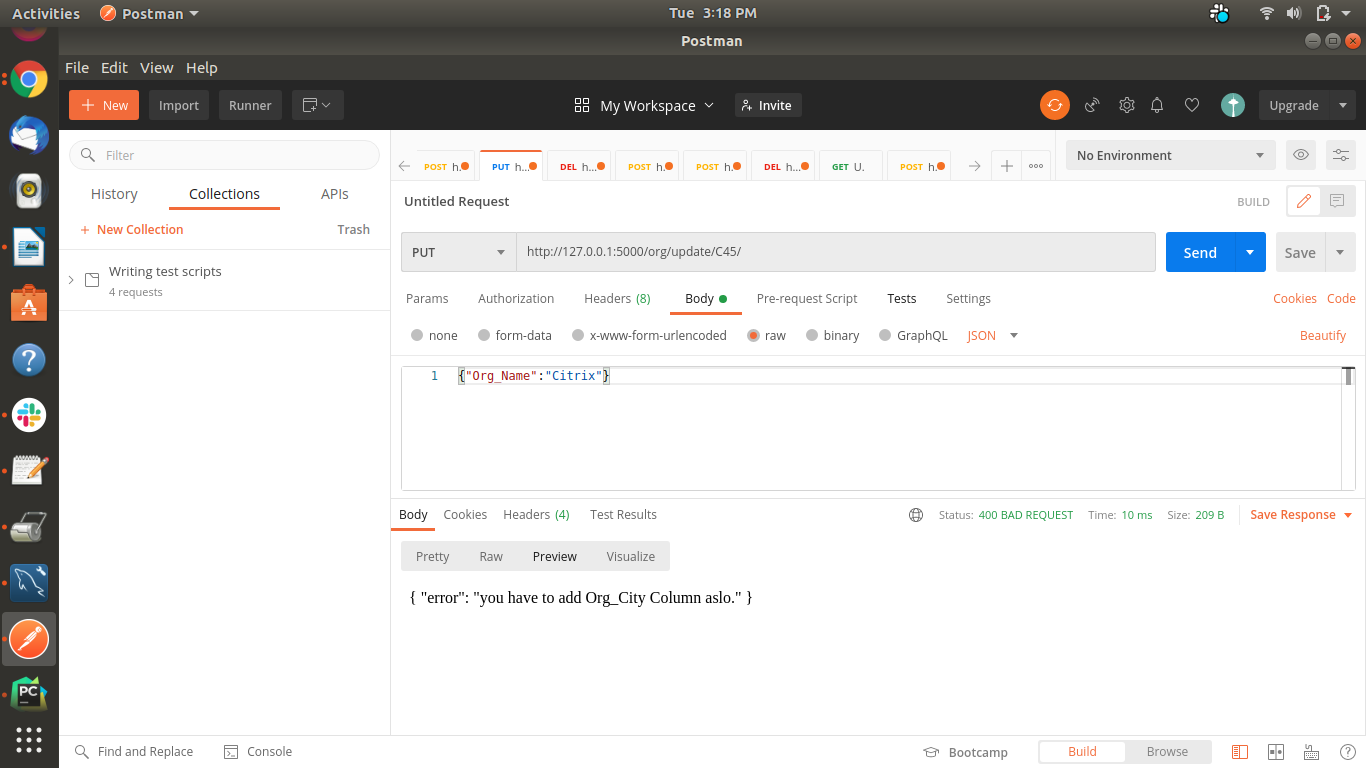 Activities Postman Tue 3:18 PM
Postman
File Edit View Help
+ New Import Runner My Workspace Invite Upgrade
Filter
History Collections APIs
+ New Collection Trash
Writing test scripts
4 requests
POST h. PUT h... DEL h... POST h. POST h. DEL h... GET U. POST h. + ooo No Environment
Untitled Request BUILD
PUT http://127.0.0.1:5000/org/update/C45/ Send Save
Params Authorization Headers (8) Body Pre-request Script Tests Settings Cookies Code
none form-data x-www-form-urlencoded raw binary GraphQL JSON Beautify
1 {"Org_Name":"Citrix"}
Body Cookies Headers (4) Test Results Status: 400 BAD REQUEST Time: 10 ms Size: 209 B Save Response
Pretty Raw Preview Visualize
{ "error": "you have to add Org_City Column aslo." }
PC
Find and Replace Console Bootcamp Build Browse